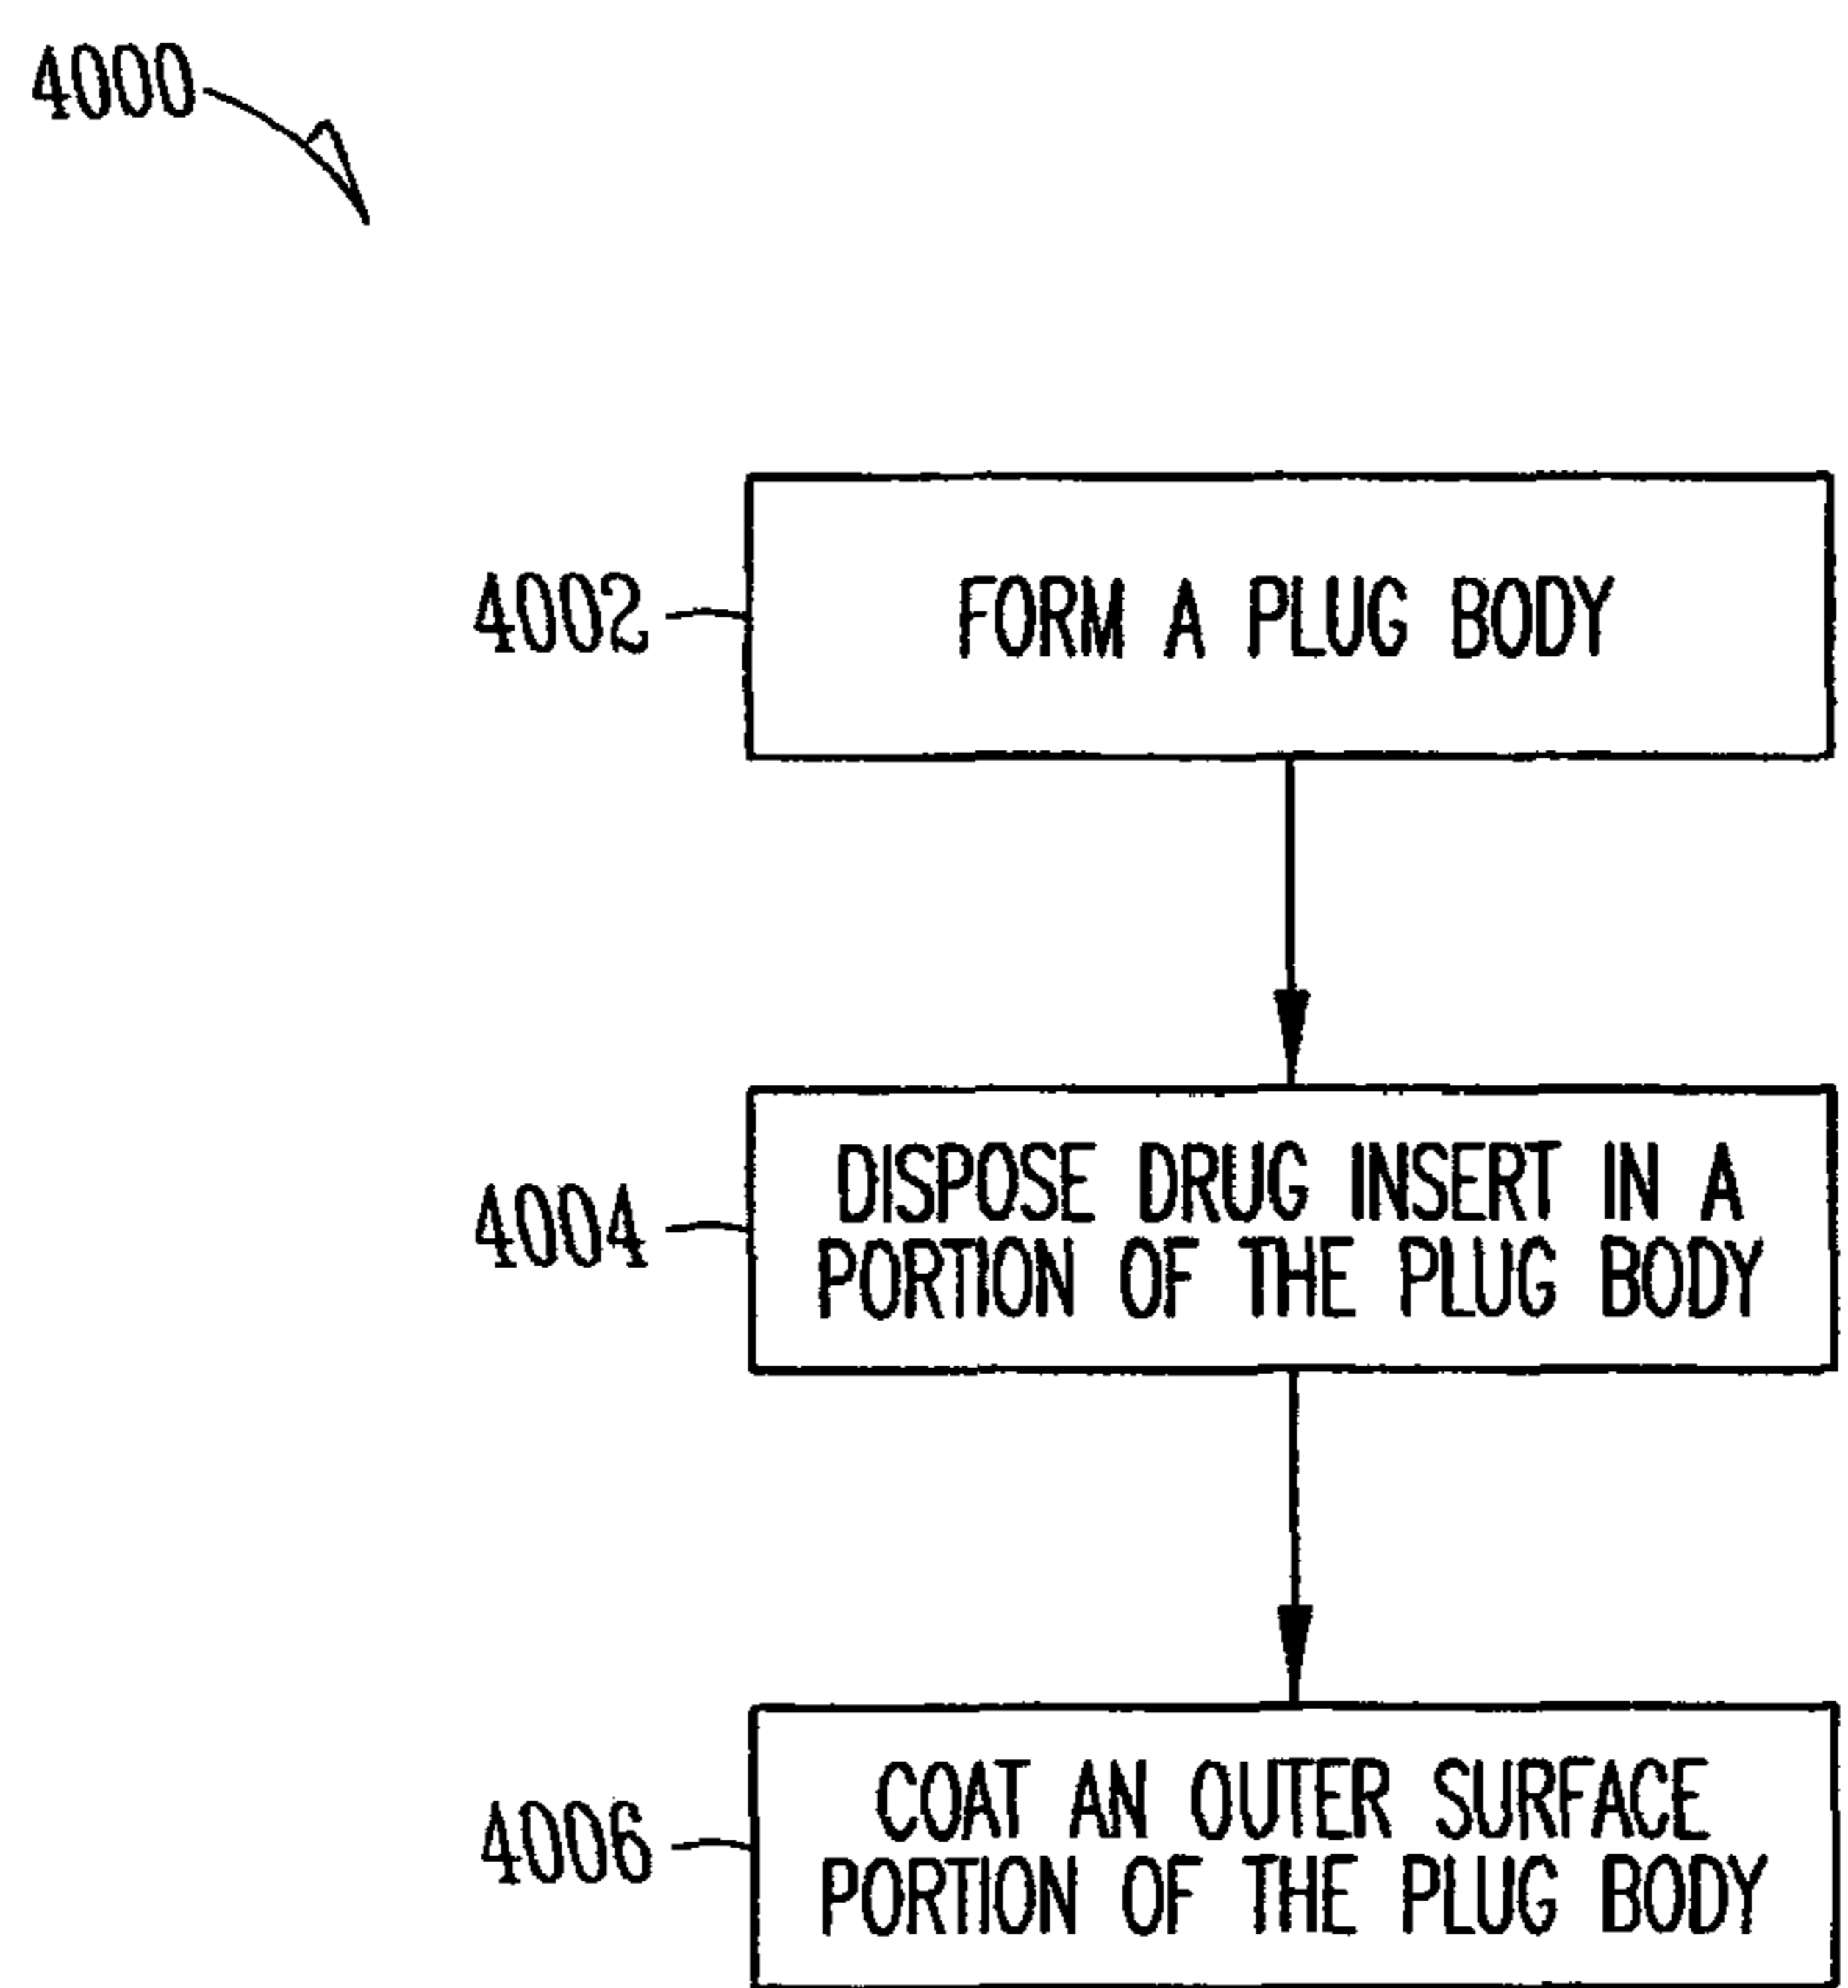 4000
4002
FORM A PLUG BODY
4004
DISPOSE DRUG INSERT IN A
PORTION OF THE PLUG BODY
4006
COAT AN OUTER SURFACE
PORTION OF THE PLUG BODY